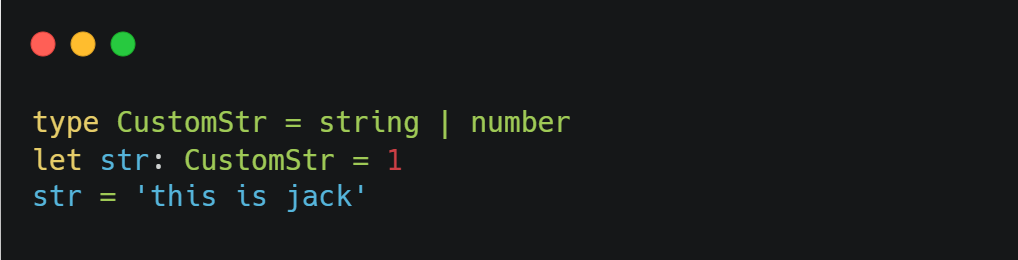 type CustomStr = string | number
let str: CustomStr = 1
str = 'this is jack'